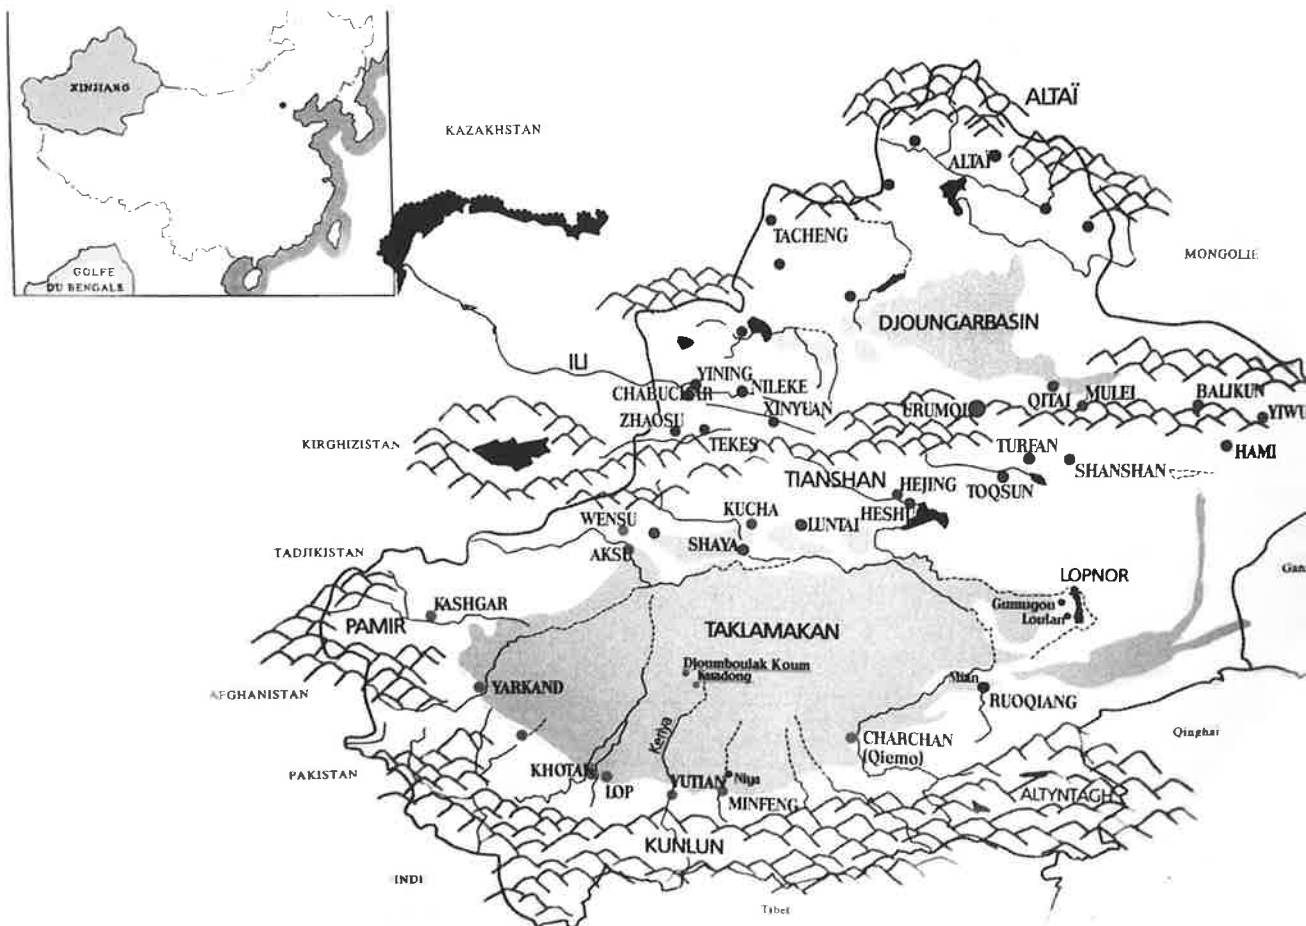 XINJIANG
GOLFE
DU BENGALE
KAZAKHSTAN
ALTAÏ
ALTAÏ
TACHENG
MONGOLIE
DJOUNGARBASIN
ILI
YINING
NILEKE
CHABUCHAR
XINYUAN
ZHAOSU
TEKES
URUMQI
QITAI
MULEI
BALIKUN
YIWU
KIRGHIZISTAN
TURFAN
SHANSHAN
HAMI
TIANSHAN
HEJING
TOQSUN
HESHU
WENSU
KUCHA
LUNTAI
AKSU
SHAYA
TADJIKISTAN
LOPNOR
Gan
Gumugou
Loulan
KASHGAR
PAMIR
TAKLAMAKAN
Djoumboulak Koum
AFGHANISTAN
YARKAND
RUOQIANG
Keriya
CHARCHAN
(Qiemo)
Qinghai
PAKISTAN
KHOTAN
LOP
YUTIAN
Niya
MINFENG
ALTYNTAGH
KUNLUN
INDI
Tibet